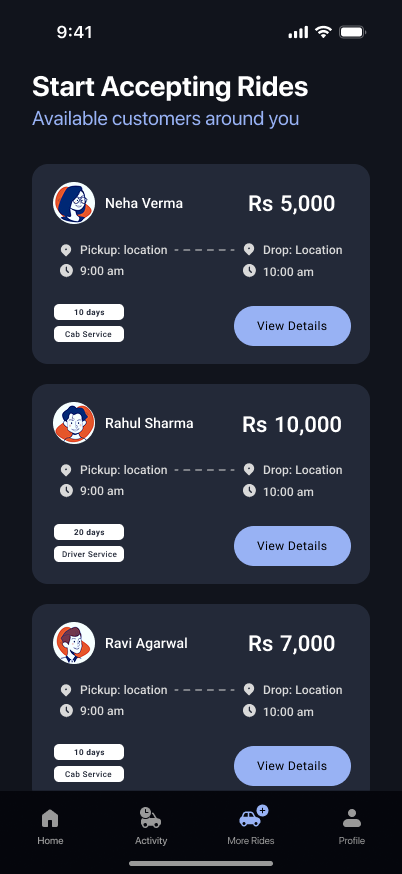 9:41
Start Accepting Rides
Available customers around you
Neha Verma Rs 5,000
Pickup: location Drop: Location
9:00 am 10:00 am
10 days
Cab Service View Details
Rahul Sharma Rs 10,000
Pickup: location Drop: Location
9:00 am 10:00 am
20 days
Driver Service View Details
Ravi Agarwal Rs 7,000
Pickup: location Drop: Location
9:00 am 10:00 am
10 days
Cab Service View Details
Home Activity More Rides Profile